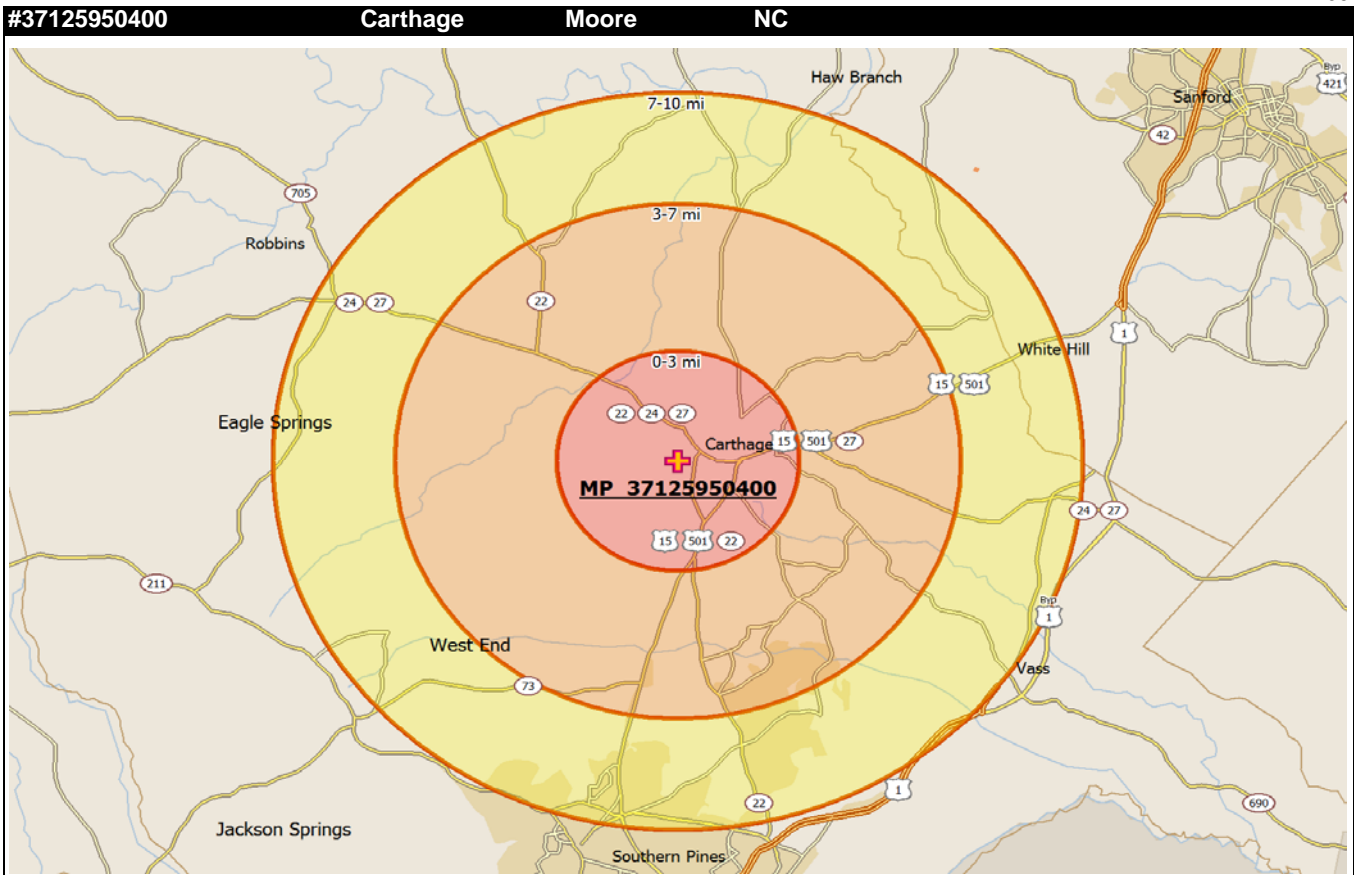 #37125950400 Carthage Moore NC
Haw Branch
Byp
421
Sanford
7-10 mi
42
705
3-7 mi
Robbins
24 27
22
1
White Hill
0-3 mi
15 501
22 24 27
Eagle Springs
Carthage 15 501 27
MP 37125950400
24 27
15 501 22
211
Byp
1
West End
Vass
73
1
22
690
Jackson Springs
Southern Pines